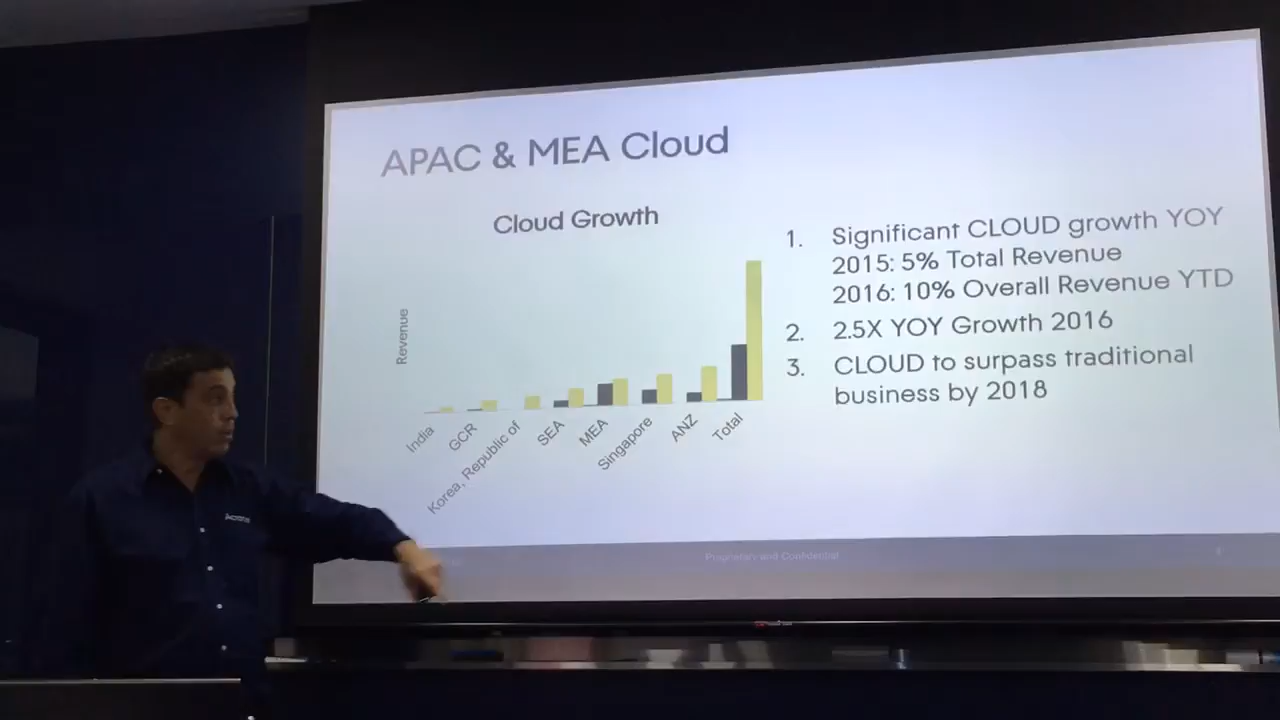 APAC & MEA Cloud
Cloud Growth
Revenue
India
GCR
Korea, Republic of
SEA
MEA
Singapore
ANZ
Total
1. Significant CLOUD growth YOY
2015: 5% Total Revenue
2016: 10% Overall Revenue YTD
2. 2.5X YOY Growth 2016
3. CLOUD to surpass traditional
business by 2018
Proprietary and Confidential
Acronis